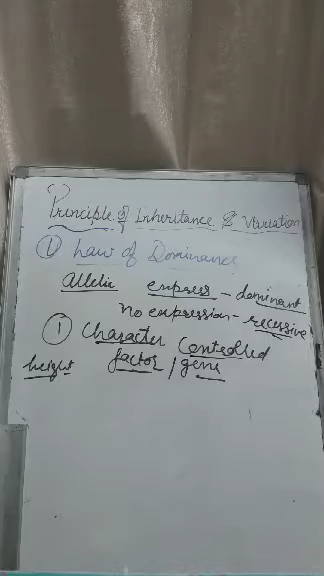 Principle of Inheritance & Variation
① Law of Dominance
allelic express - dominant
No expression - recessive
① Character Controlled
height factor / gene